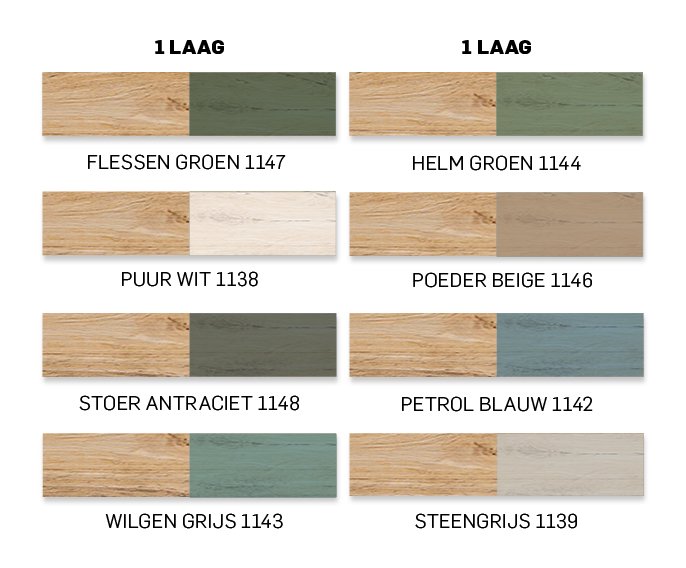 1 LAAG
1 LAAG
FLESSEN GROEN 1147
HELM GROEN 1144
PUUR WIT 1138
POEDER BEIGE 1146
STOER ANTRACIET 1148
PETROL BLAUW 1142
WILGEN GRIJS 1143
STEENGRIJS 1139